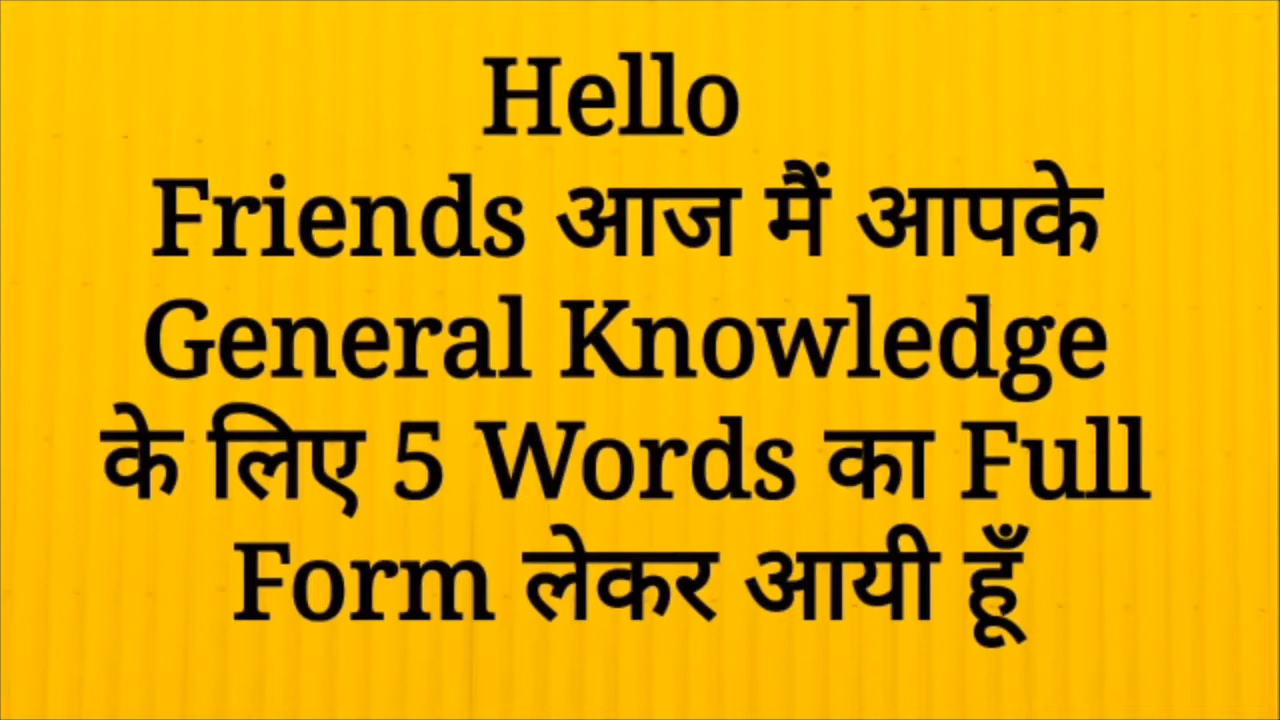 Hello
Friends आज मैं आपके
General Knowledge
के लिए 5 Words का Full
Form लेकर आयी हूँ